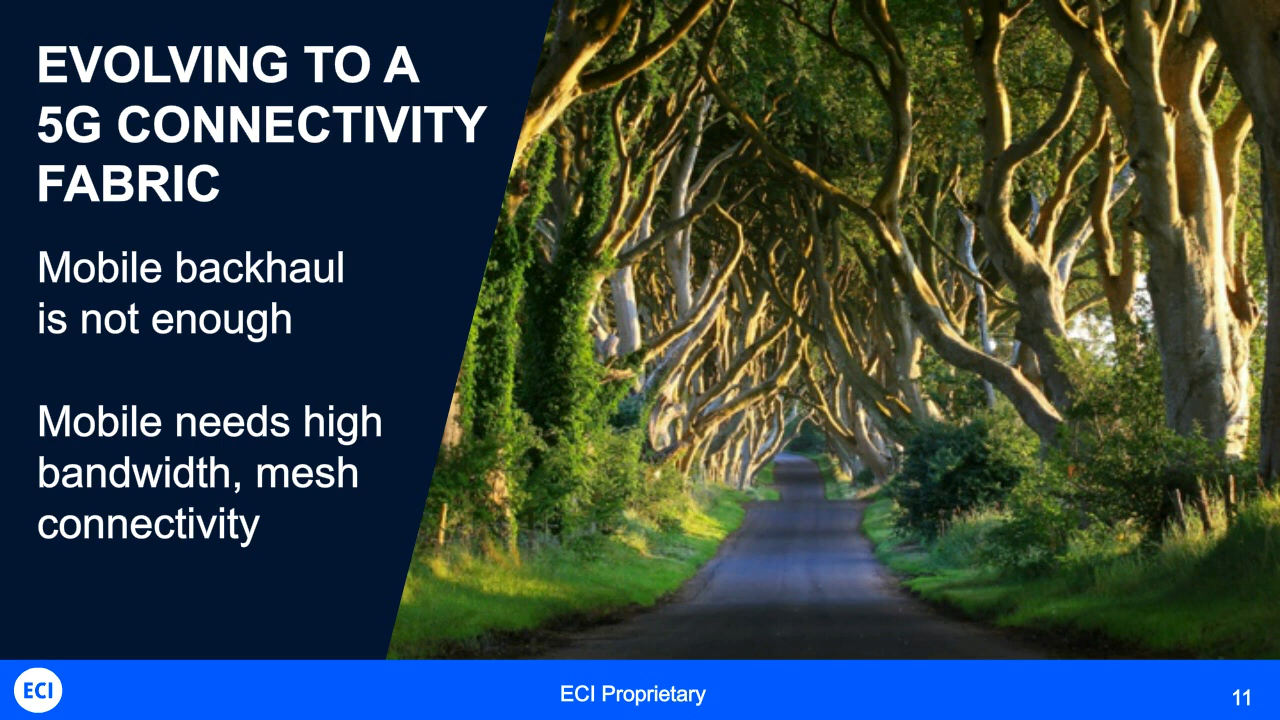 EVOLVING TO A
5G CONNECTIVITY
FABRIC
Mobile backhaul
is not enough
Mobile needs high
bandwidth, mesh
connectivity
ECI
ECI Proprietary
11